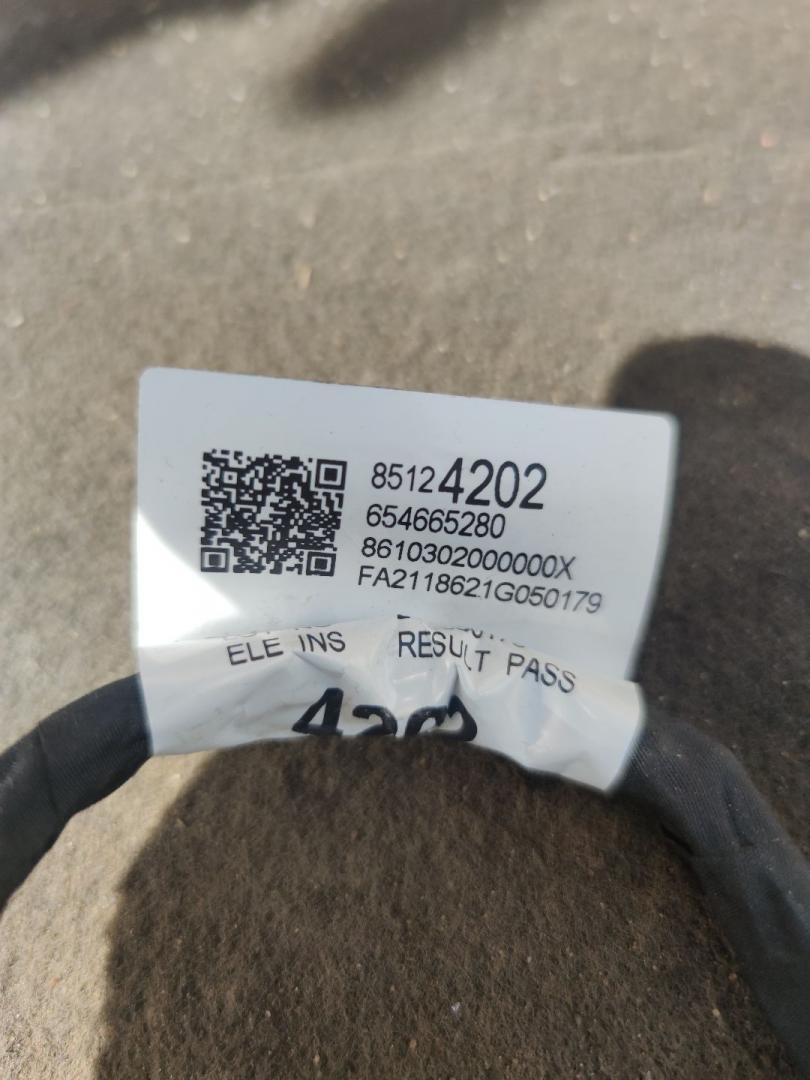 85124202
654665280
8610302000000X
FA2118621G050179
ELE INS RESULT PASS